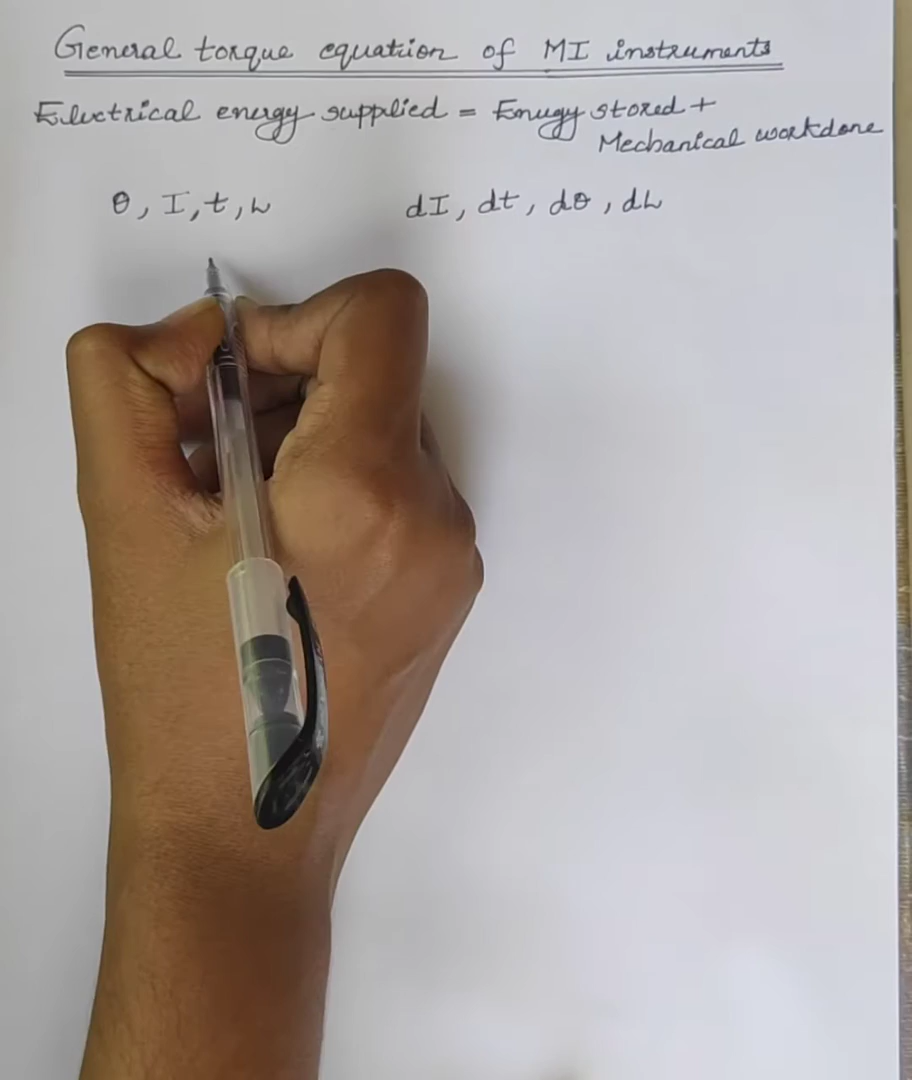 General torque equation of MI instruments
Electrical energy supplied = Energy stored +
Mechanical workdone
θ, I, t, L
dI, dt, dθ, dL